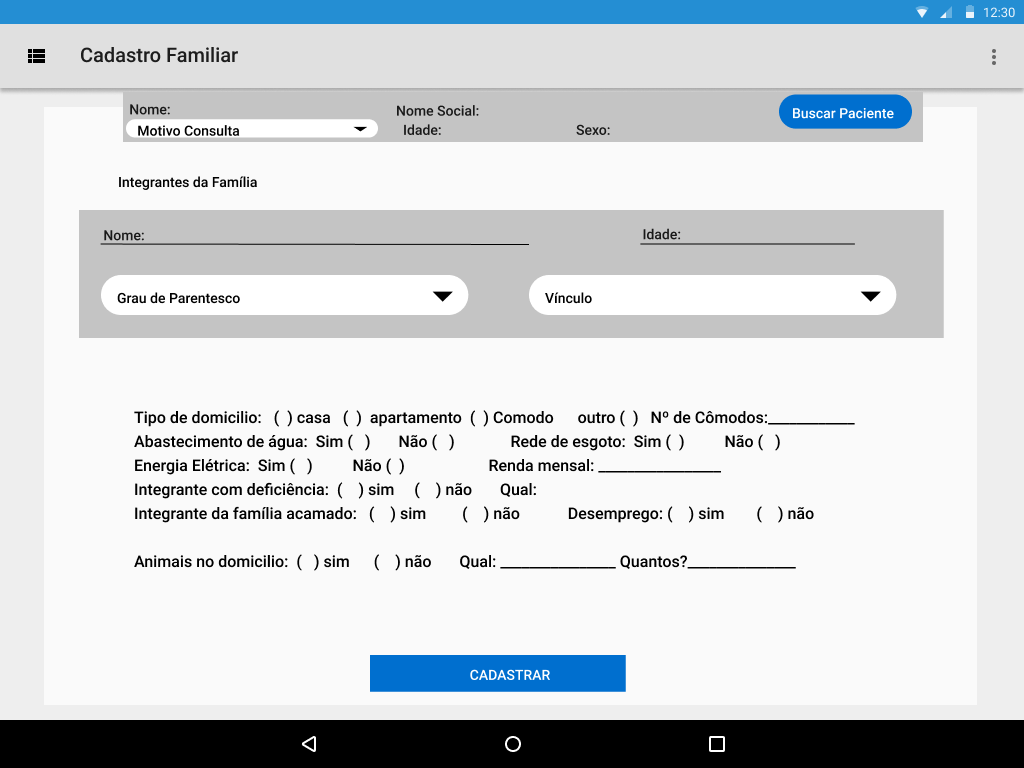 12:30
Cadastro Familiar
Nome: Nome Social: Buscar Paciente
Motivo Consulta Idade: Sexo:
Integrantes da Família
Nome: Idade:
Grau de Parentesco Vínculo
Tipo de domicilio: ( ) casa ( ) apartamento ( ) Comodo outro ( ) Nº de Cômodos:____________
Abastecimento de água: Sim ( ) Não ( ) Rede de esgoto: Sim ( ) Não ( )
Energia Elétrica: Sim ( ) Não ( ) Renda mensal: _________________
Integrante com deficiência: ( ) sim ( ) não Qual:
Integrante da família acamado: ( ) sim ( ) não Desemprego: ( ) sim ( ) não
Animais no domicilio: ( ) sim ( ) não Qual: ________________ Quantos?_______________
CADASTRAR